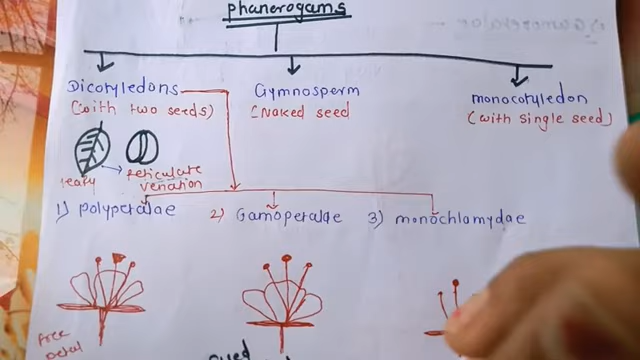 phanerogams
Dicotyledons
Gymnosperm
monocotyledon
(with two seeds)
(Naked seed
(with single seed)
leafy
reticulate
venation
1) polypetalae
2) Gamopetalae
3) monochlamydae
free
petal